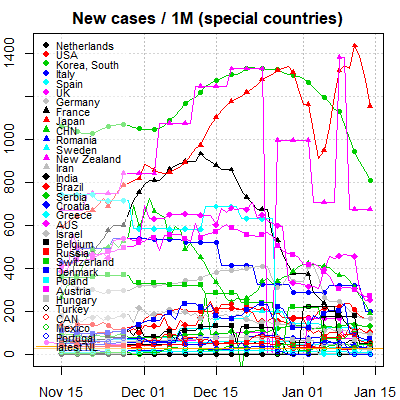 New cases / 1M (special countries)
1400
1200
1000
800
600
400
200
0
Netherlands
USA
Korea, South
Italy
Spain
UK
Germany
France
Japan
CHN
Romania
Sweden
New Zealand
Iran
India
Brazil
Serbia
Croatia
Greece
AUS
Israel
Belgium
Russia
Switzerland
Denmark
Poland
Austria
Hungary
Turkey
CAN
Mexico
Portugal
latest NL
Nov 15
Dec 01
Dec 15
Jan 01
Jan 15